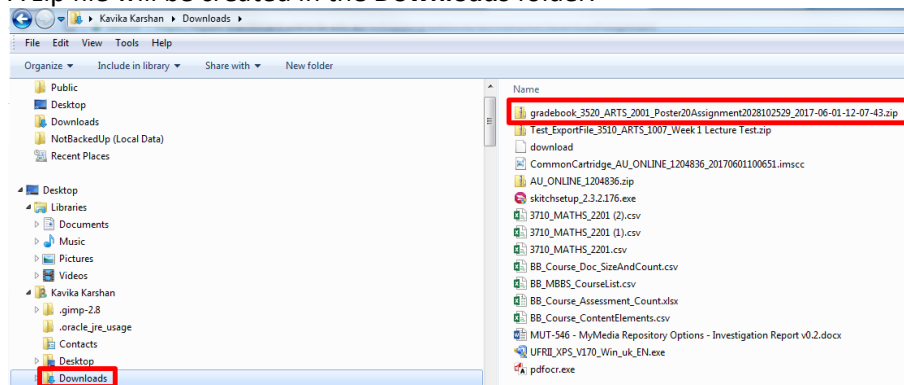 A zip file will be created in the Downloads folder.
Kavika Karshan ▸ Downloads ▸
File Edit View Tools Help
Organize Include in library Share with New folder
Public
Desktop
Downloads
NotBackedUp (Local Data)
Recent Places
Desktop
Libraries
Documents
Music
Pictures
Videos
Kavika Karshan
.gimp-2.8
.oracle_jre_usage
Contacts
Desktop
Downloads
Name
gradebook_3520_ARTS_2001_Poster20Assignment2028102529_2017-06-01-12-07-43.zip
Test_ExportFile_3510_ARTS_1007_Week 1 Lecture Test.zip
download
CommonCartridge_AU_ONLINE_1204836_20170601100651.imscc
AU_ONLINE_1204836.zip
skitchsetup_2.3.2.176.exe
3710_MATHS_2201 (2).csv
3710_MATHS_2201 (1).csv
3710_MATHS_2201.csv
BB_Course_Doc_SizeAndCount.csv
BB_MBBS_CourseList.csv
BB_Course_Assessment_Count.xlsx
BB_Course_ContentElements.csv
MUT-546 - MyMedia Repository Options - Investigation Report v0.2.docx
UFRII_XPS_V170_Win_uk_EN.exe
pdfocr.exe